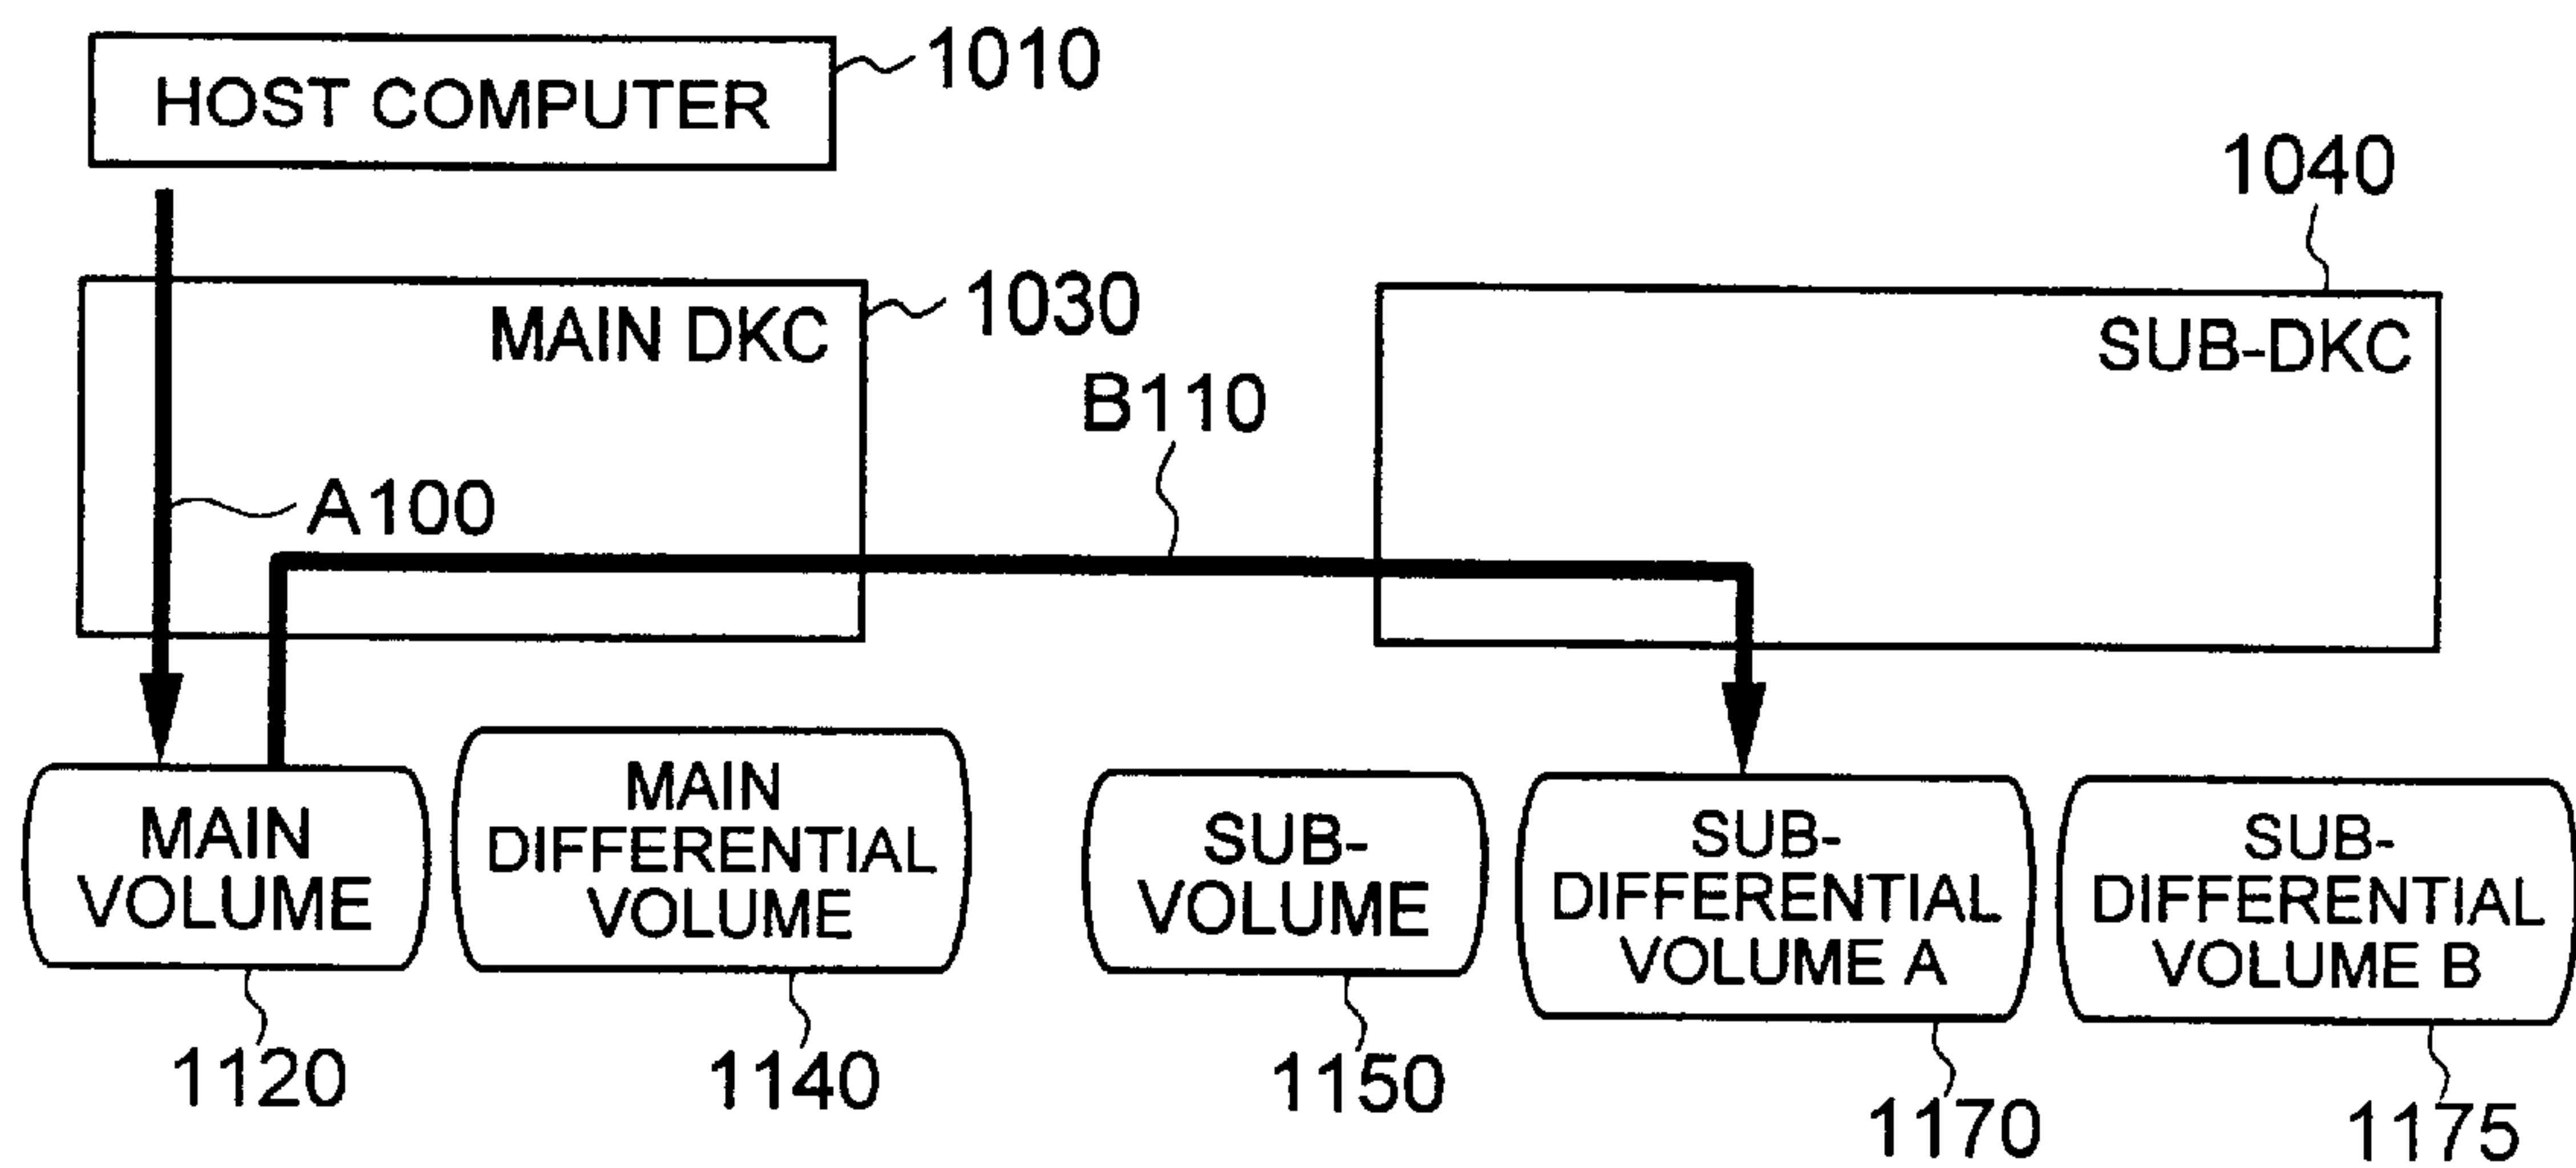 HOST COMPUTER
1010
1040
MAIN DKC
1030
SUB-DKC
B110
A100
MAIN
VOLUME
MAIN
DIFFERENTIAL
VOLUME
SUB-
VOLUME
SUB-
DIFFERENTIAL
VOLUME A
SUB-
DIFFERENTIAL
VOLUME B
1120
1140
1150
1170
1175